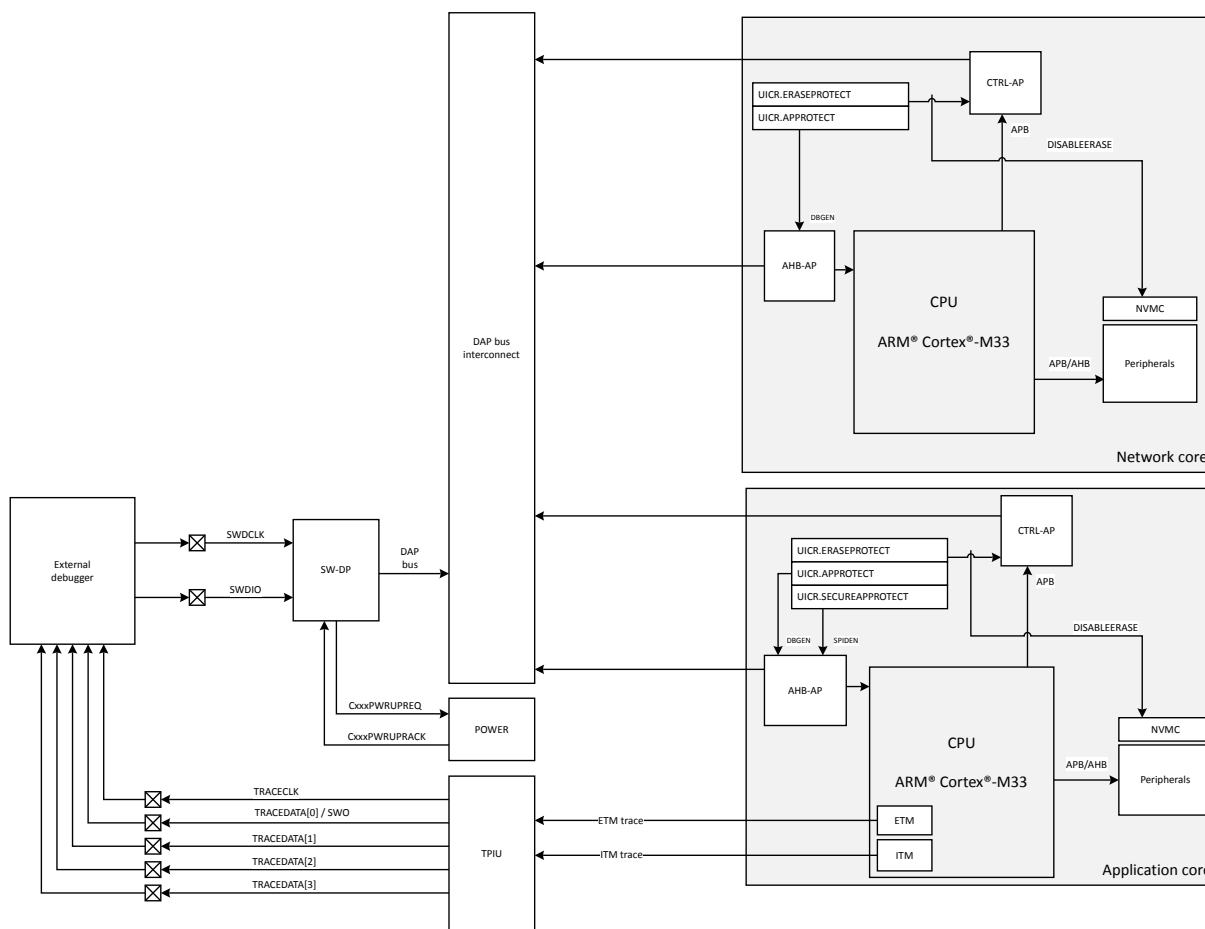 CTRL-AP
UICR.ERASEPROTECT
UICR.APPROTECT
APB
DISABLEERASE
DBGEN
AHB-AP
CPU
ARM® Cortex®-M33
NVMC
Peripherals
APB/AHB
Network core
DAP bus
interconnect
CTRL-AP
UICR.ERASEPROTECT
UICR.APPROTECT
UICR.SECUREAPPROTECT
APB
DISABLEERASE
DBGEN
SPIDEN
AHB-AP
CPU
ARM® Cortex®-M33
NVMC
Peripherals
APB/AHB
ETM
ITM
Application core
External
debugger
SWDCLK
SWDIO
SW-DP
DAP
bus
CxxxPWRUPREQ
CxxxPWRUPRACK
POWER
TRACECLK
TRACEDATA[0] / SWO
TRACEDATA[1]
TRACEDATA[2]
TRACEDATA[3]
TPIU
ETM trace
ITM trace